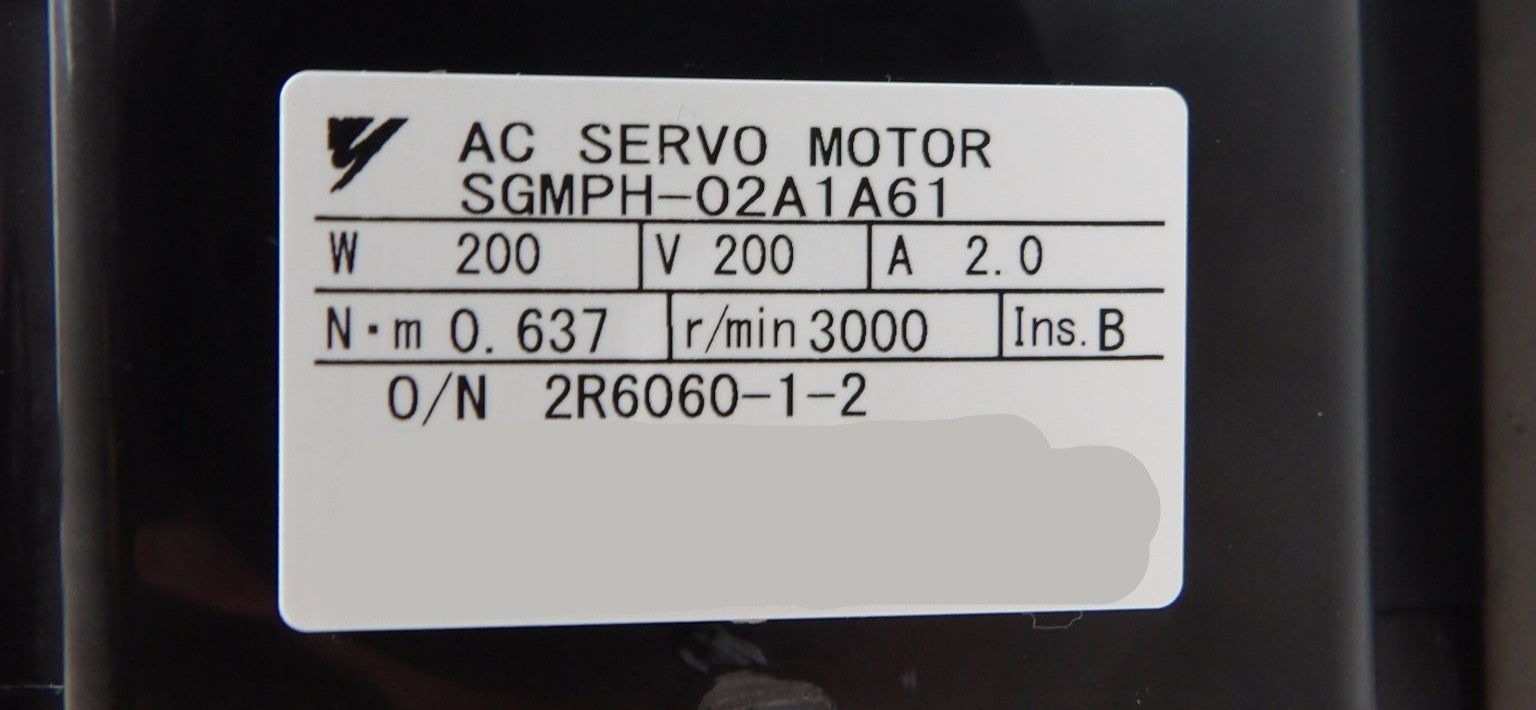 AC SERVO MOTOR
SGMPH-02A1A61
W 200 V 200 A 2.0
N·m 0.637 r/min 3000 Ins. B
O/N 2R6060-1-2